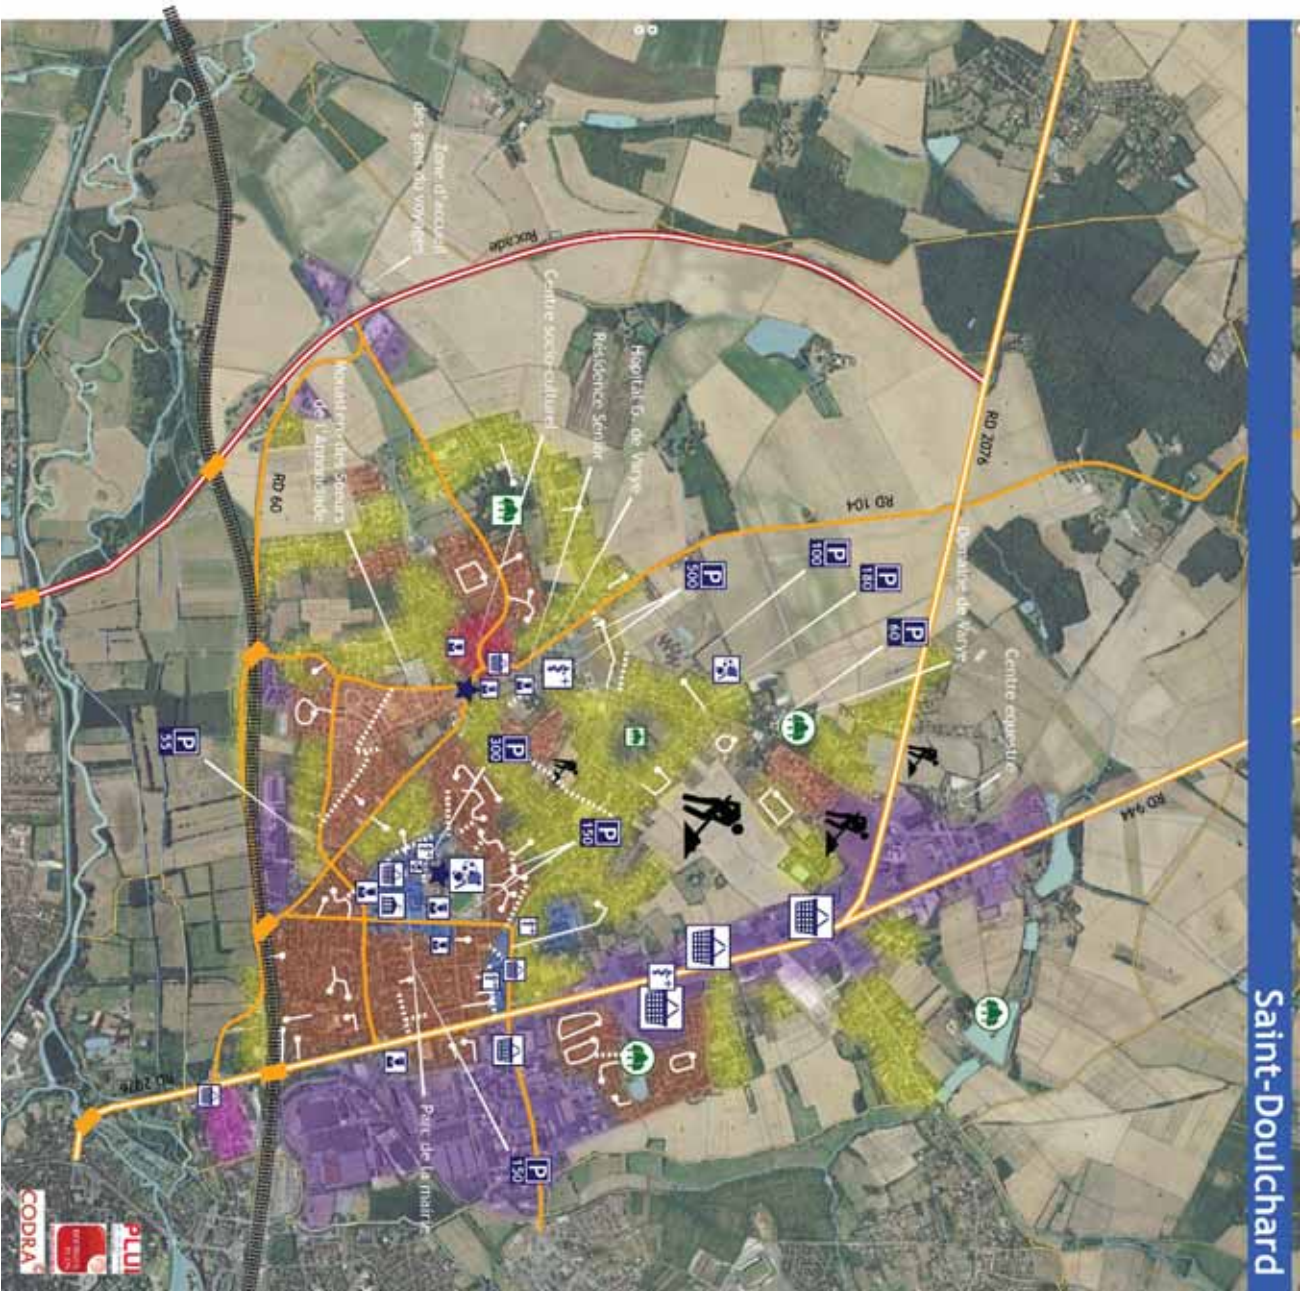 Saint-Doulchard
Zone d'accueil
des gens du voyage
Rocade
Centre socio-culturel
Résidence Senior
Hôpital G. de Varye
RD 2076
RD 104
RD 60
Monastère des Soeurs
de l'Annonciade
P
500
P
100
P
180
P
60
Domaine de Varye
Centre équestre
RD 944
P
55
P
300
P
150
RD 2076
Parc de la mairie
P
150
PLUI
CODRA